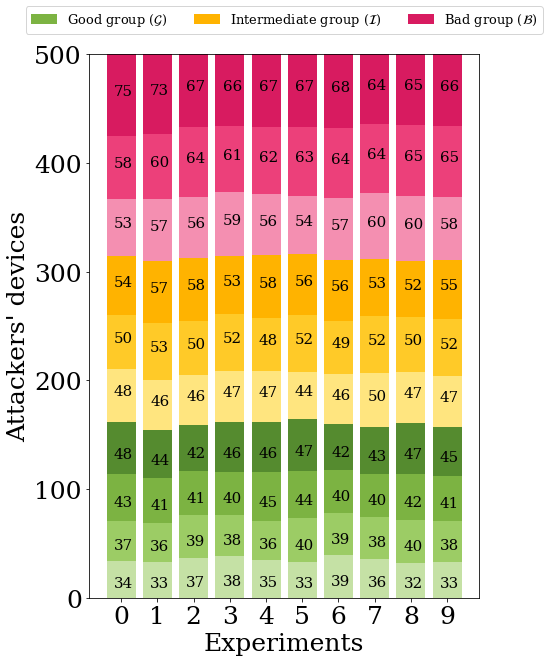 Good group (𝒢) Intermediate group (ℐ) Bad group (ℬ)
500
75 73 67 66 67 67 68 64 65 66
400
58 60 64 61 62 63 64 64 65 65
53 57 56 59 56 54 57 60 60 58
300
54 57 58 53 58 56 56 53 52 55
50 53 50 52 48 52 49 52 50 52
200
48 46 46 47 47 44 46 50 47 47
48 44 42 46 46 47 42 43 47 45
100
43 41 41 40 45 44 40 40 42 41
37 36 39 38 36 40 39 38 40 38
34 33 37 38 35 33 39 36 32 33
0
Attackers' devices
0 1 2 3 4 5 6 7 8 9
Experiments